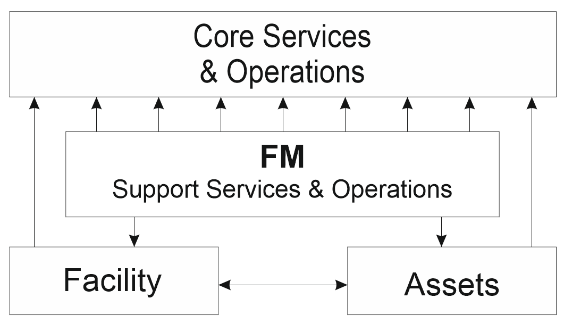 Core Services
& Operations
FM
Support Services & Operations
Facility
Assets